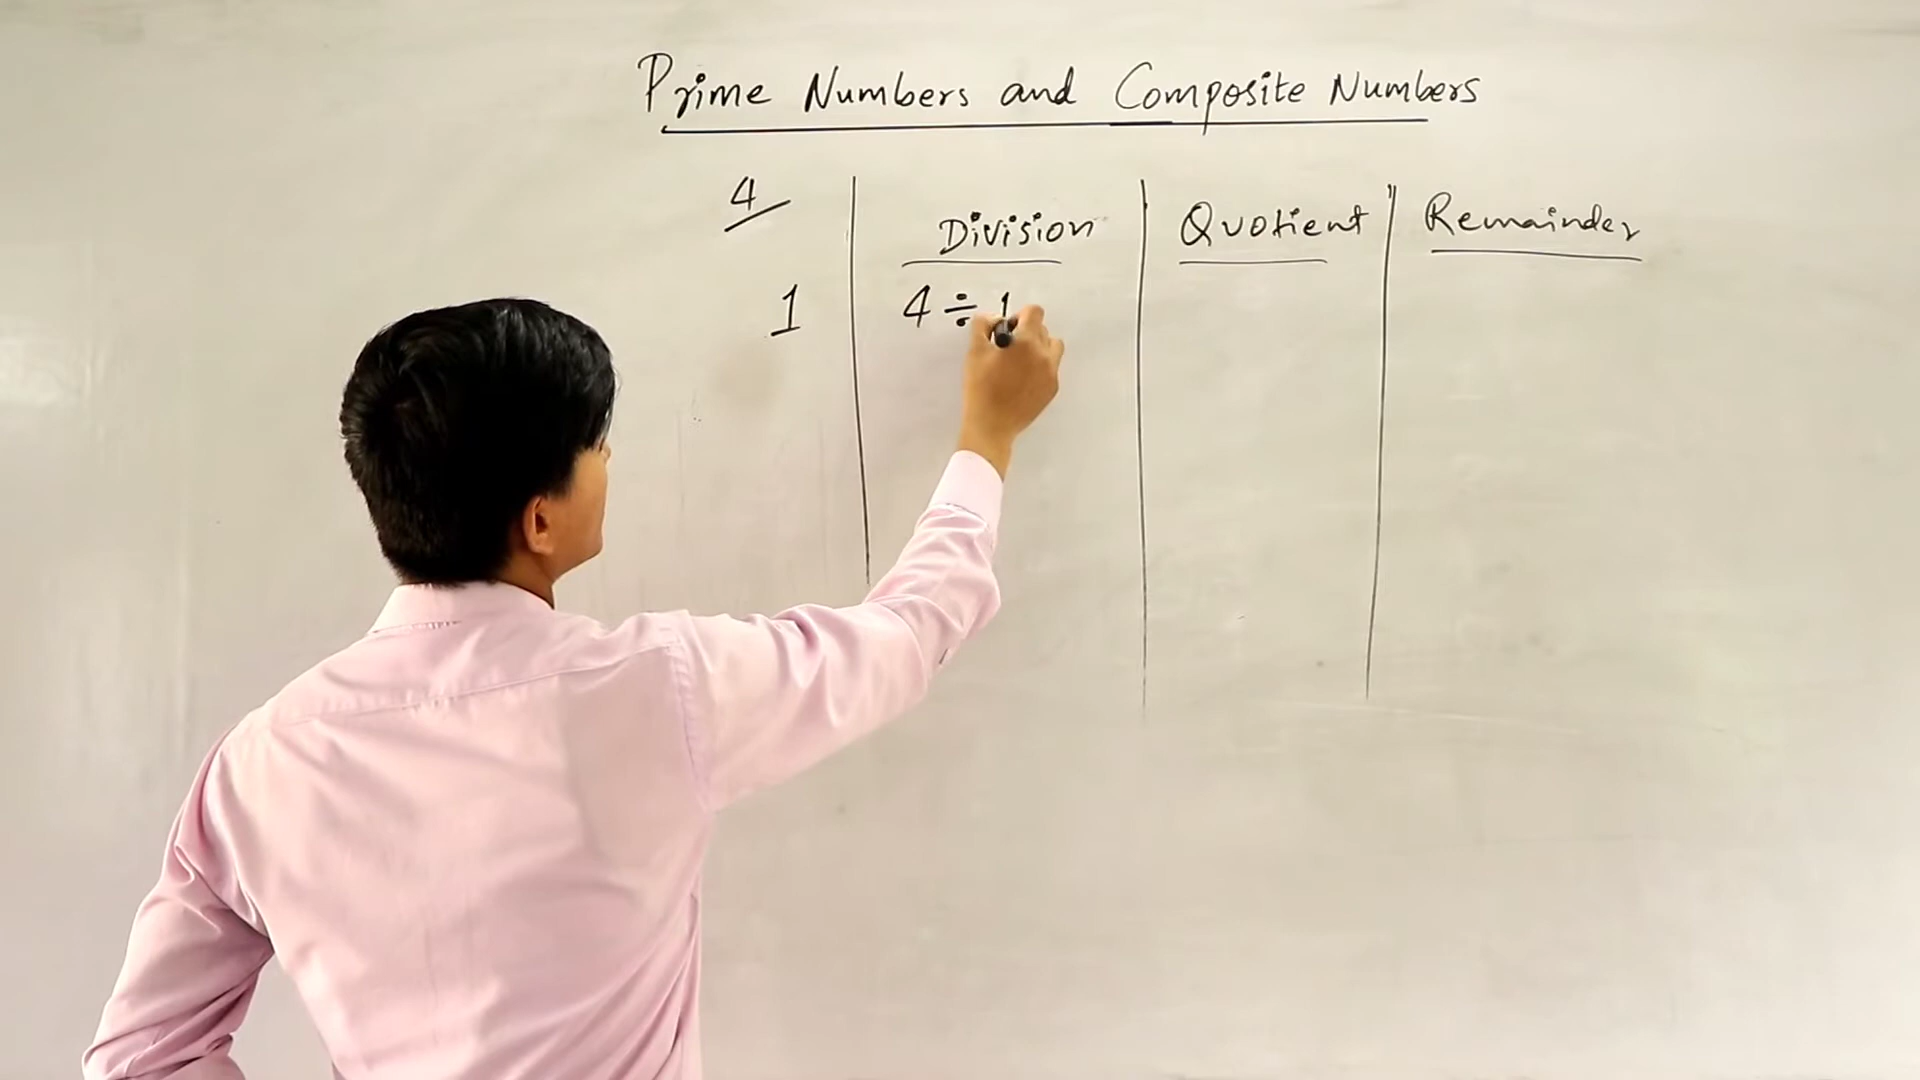 Prime Numbers and Composite Numbers
4 Division Quotient Remainder
1 4 ÷ 1